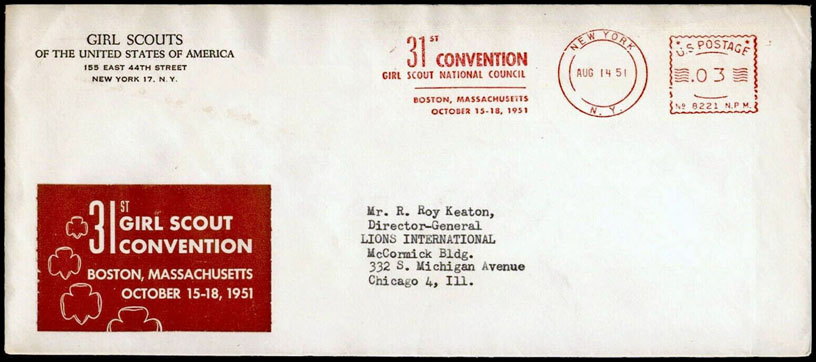 GIRL SCOUTS
OF THE UNITED STATES OF AMERICA
155 EAST 44TH STREET
NEW YORK 17. N. Y.
31ST CONVENTION
GIRL SCOUT NATIONAL COUNCIL
BOSTON, MASSACHUSETTS
OCTOBER 15-18, 1951
NEW YORK
AUG 14 51
N. Y.
U.S. POSTAGE
.03
No 8221 N.P.M.
31ST GIRL SCOUT
CONVENTION
BOSTON, MASSACHUSETTS
OCTOBER 15-18, 1951
Mr. R. Roy Keaton,
Director-General
LIONS INTERNATIONAL
McCormick Bldg.
332 S. Michigan Avenue
Chicago 4, Ill.